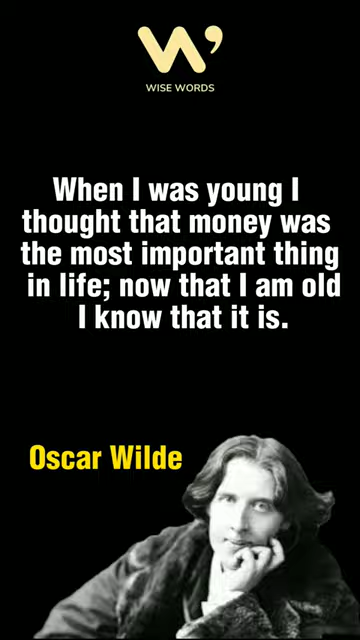 WISE WORDS
When I was young I
thought that money was
the most important thing
in life; now that I am old
I know that it is.
Oscar Wilde